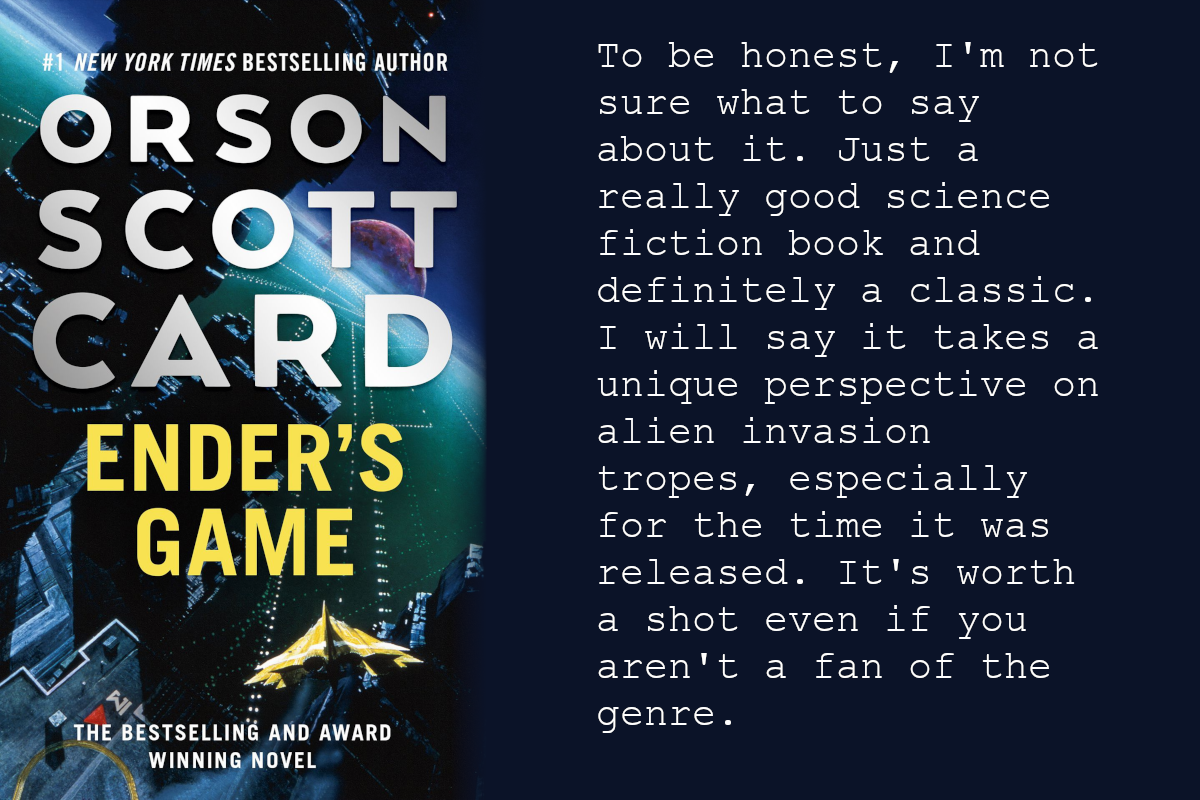 #1 NEW YORK TIMES BESTSELLING AUTHOR
ORSON
SCOTT
CARD
ENDER'S
GAME
THE BESTSELLING AND AWARD
WINNING NOVEL
To be honest, I'm not
sure what to say
about it. Just a
really good science
fiction book and
definitely a classic.
I will say it takes a
unique perspective on
alien invasion
tropes, especially
for the time it was
released. It's worth
a shot even if you
aren't a fan of the
genre.